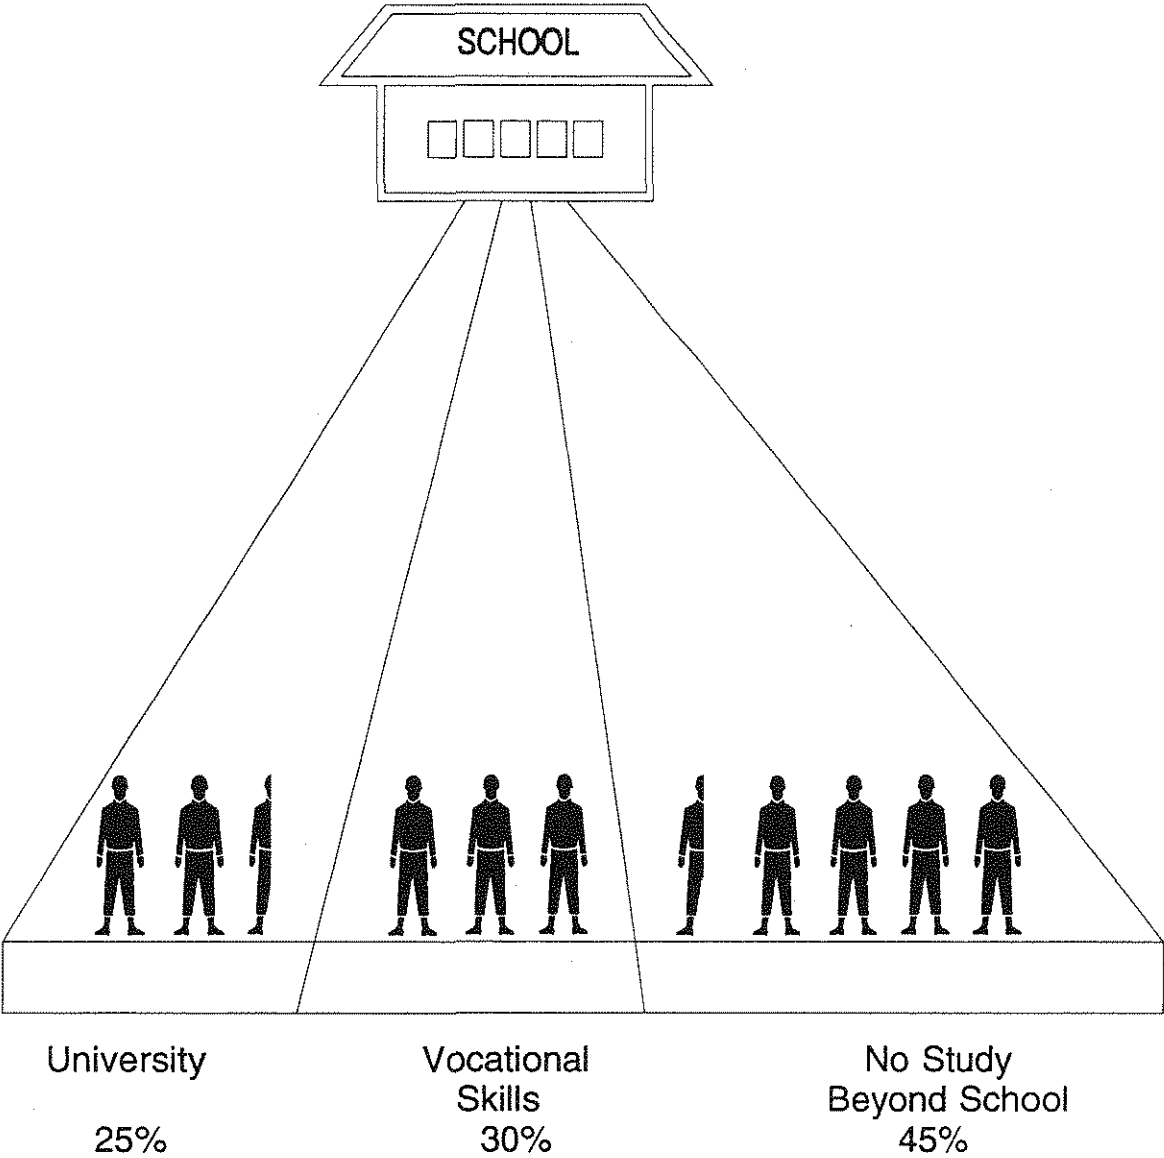 SCHOOL
University
25%
Vocational
Skills
30%
No Study
Beyond School
45%